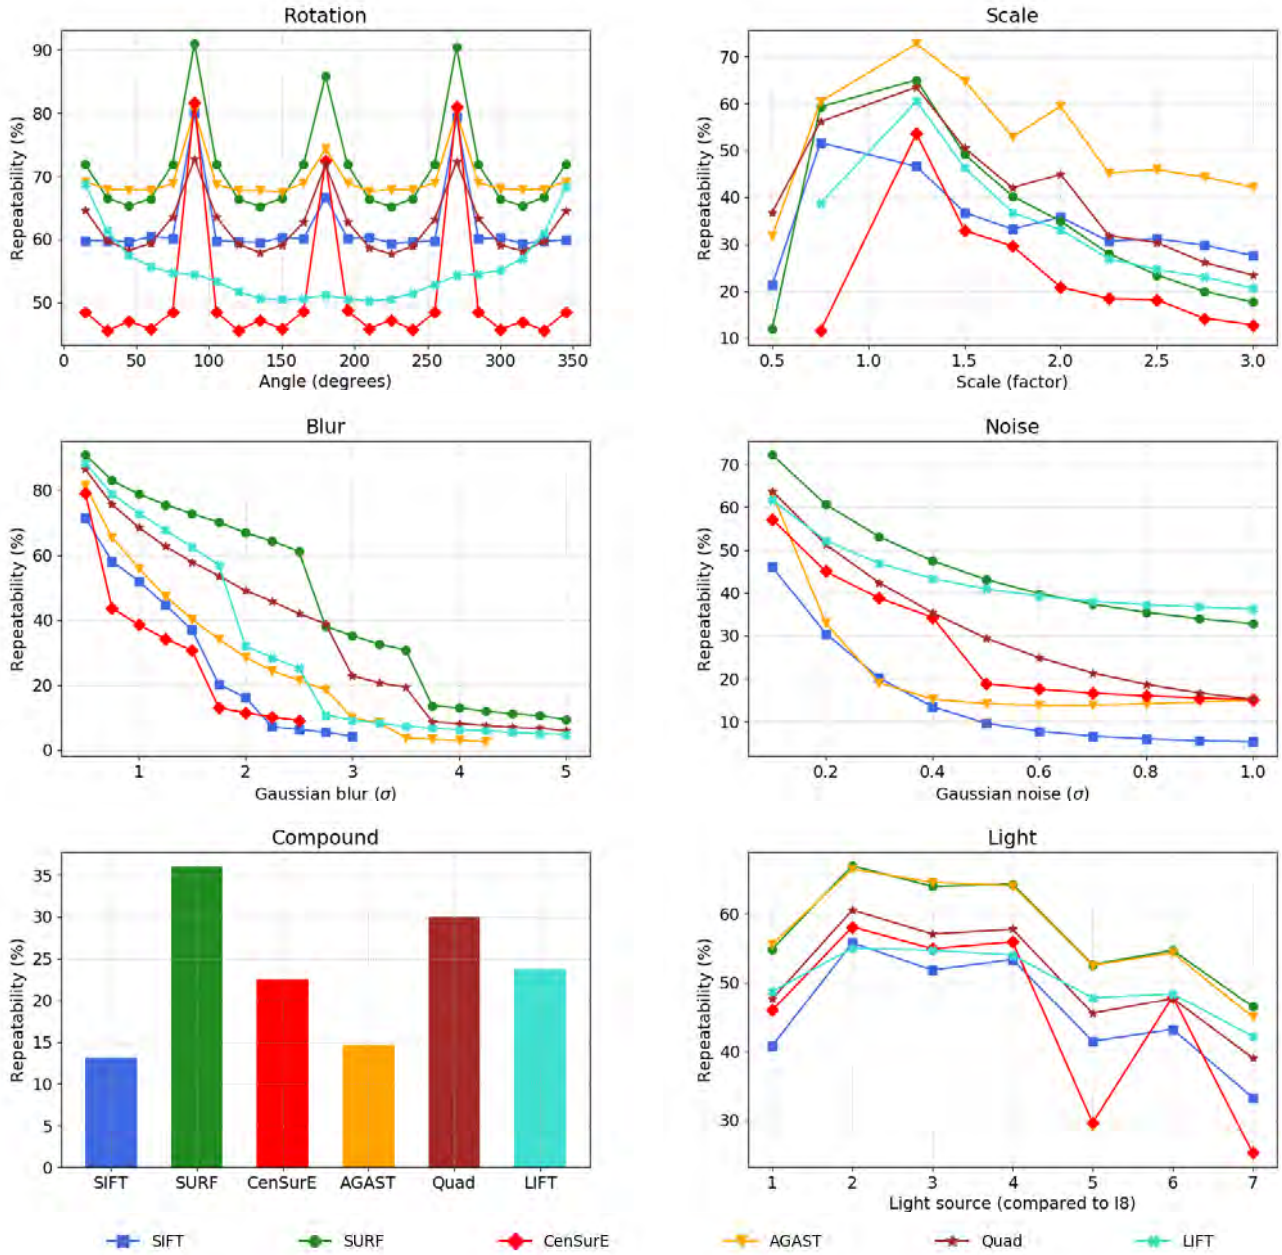 Rotation
Repeatability (%)
90
80
70
60
50
0 50 100 150 200 250 300 350
Angle (degrees)
Scale
Repeatability (%)
70
60
50
40
30
20
10
0.5 1.0 1.5 2.0 2.5 3.0
Scale (factor)
Blur
Repeatability (%)
80
60
40
20
0
1 2 3 4 5
Gaussian blur (σ)
Noise
Repeatability (%)
70
60
50
40
30
20
10
0.2 0.4 0.6 0.8 1.0
Gaussian noise (σ)
Compound
Repeatability (%)
35
30
25
20
15
10
5
0
SIFT SURF CenSurE AGAST Quad LIFT
Light
Repeatability (%)
60
50
40
30
1 2 3 4 5 6 7
Light source (compared to I8)
SIFT SURF CenSurE AGAST Quad LIFT